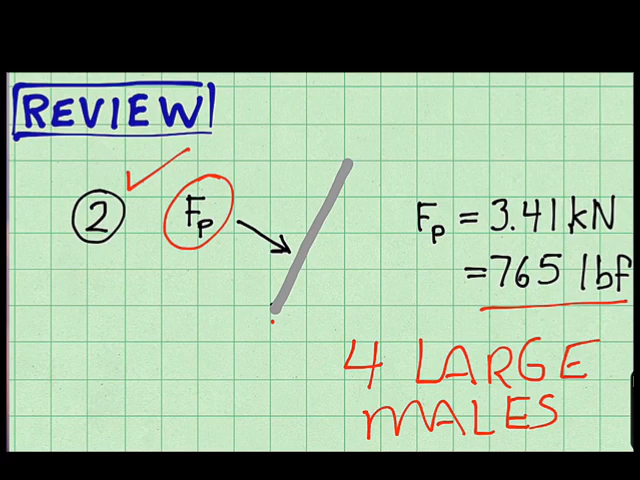 REVIEW
2 Fp
Fp = 3.41 kN
= 765 lbf
4 LARGE
MALES